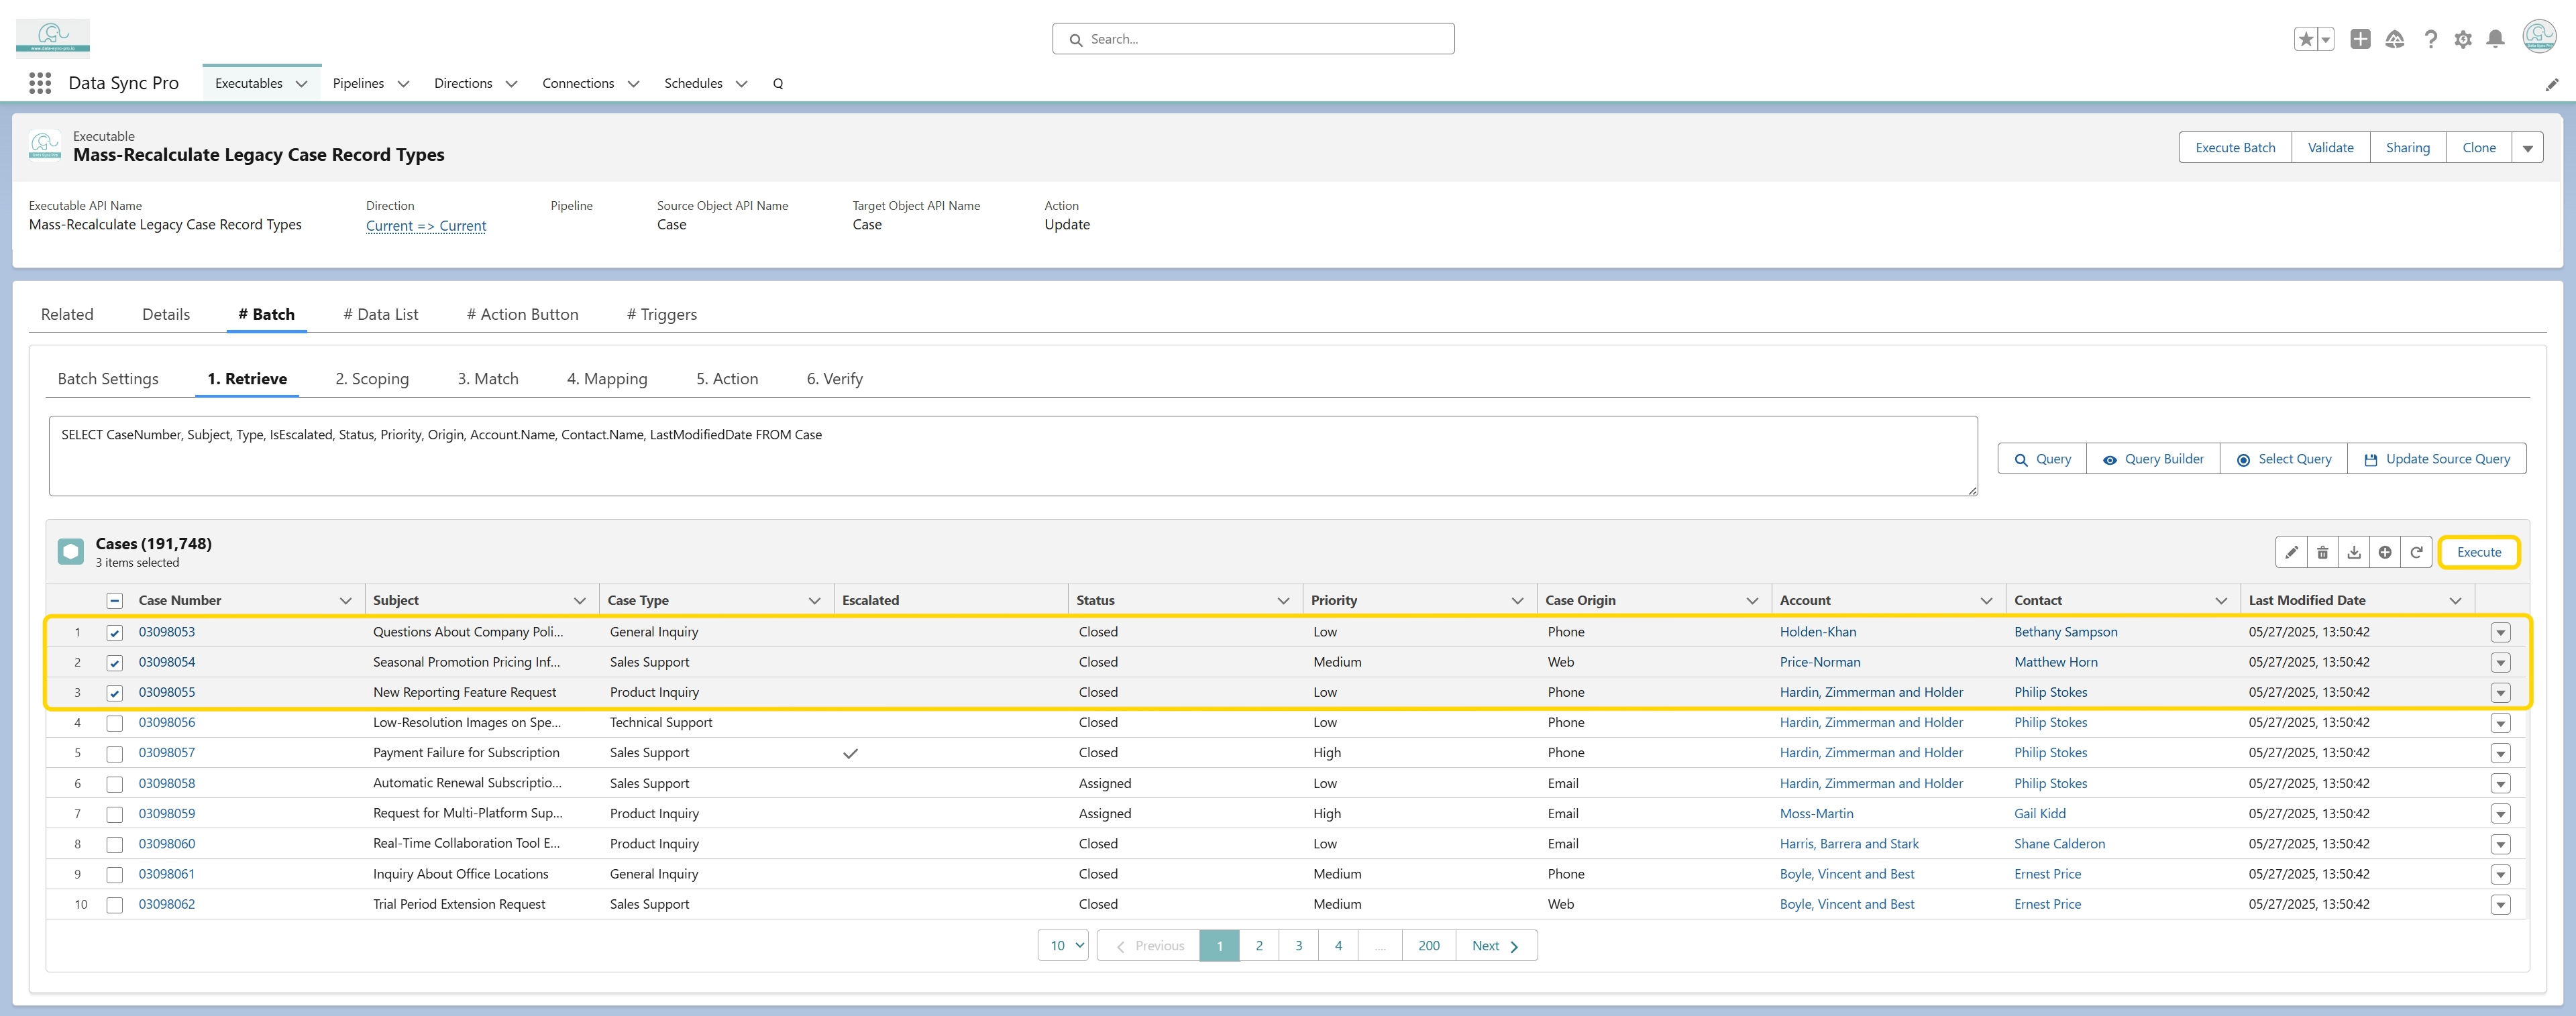 www.data-sync-pro.io
Search...
Data Sync Pro
Executables
Pipelines
Directions
Connections
Schedules
Q
Executable
Mass-Recalculate Legacy Case Record Types
Execute Batch
Validate
Sharing
Clone
Executable API Name
Direction
Pipeline
Source Object API Name
Target Object API Name
Action
Mass-Recalculate Legacy Case Record Types
Current => Current
Case
Case
Update
Related
Details
# Batch
# Data List
# Action Button
# Triggers
Batch Settings
1. Retrieve
2. Scoping
3. Match
4. Mapping
5. Action
6. Verify
SELECT CaseNumber, Subject, Type, IsEscalated, Status, Priority, Origin, Account.Name, Contact.Name, LastModifiedDate FROM Case
Query
Query Builder
Select Query
Update Source Query
Cases (191,748)
3 items selected
Execute
Case Number Subject Case Type Escalated Status Priority Case Origin Account Contact Last Modified Date
1 03098053 Questions About Company Poli... General Inquiry Closed Low Phone Holden-Khan Bethany Sampson 05/27/2025, 13:50:42
2 03098054 Seasonal Promotion Pricing Inf... Sales Support Closed Medium Web Price-Norman Matthew Horn 05/27/2025, 13:50:42
3 03098055 New Reporting Feature Request Product Inquiry Closed Low Phone Hardin, Zimmerman and Holder Philip Stokes 05/27/2025, 13:50:42
4 03098056 Low-Resolution Images on Spe... Technical Support Closed Low Phone Hardin, Zimmerman and Holder Philip Stokes 05/27/2025, 13:50:42
5 03098057 Payment Failure for Subscription Sales Support Closed High Phone Hardin, Zimmerman and Holder Philip Stokes 05/27/2025, 13:50:42
6 03098058 Automatic Renewal Subscriptio... Sales Support Assigned Low Email Hardin, Zimmerman and Holder Philip Stokes 05/27/2025, 13:50:42
7 03098059 Request for Multi-Platform Sup... Product Inquiry Assigned High Email Moss-Martin Gail Kidd 05/27/2025, 13:50:42
8 03098060 Real-Time Collaboration Tool E... Product Inquiry Closed Low Email Harris, Barrera and Stark Shane Calderon 05/27/2025, 13:50:42
9 03098061 Inquiry About Office Locations General Inquiry Closed Medium Phone Boyle, Vincent and Best Ernest Price 05/27/2025, 13:50:42
10 03098062 Trial Period Extension Request Sales Support Closed Medium Web Boyle, Vincent and Best Ernest Price 05/27/2025, 13:50:42
10 Previous 1 2 3 4 .... 200 Next